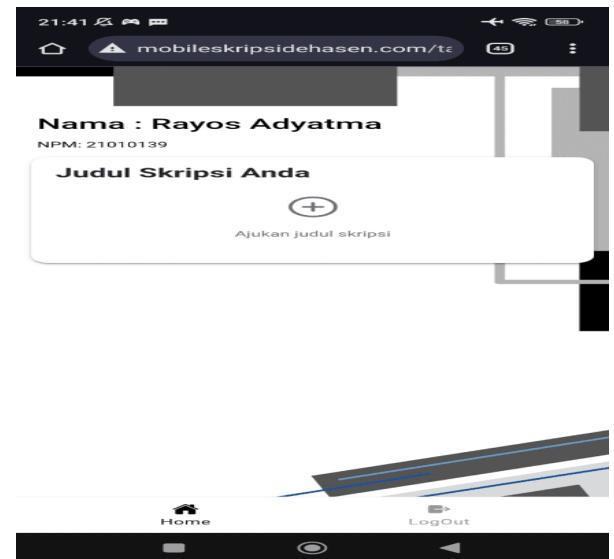 21:41
58
mobileskripsidehasen.com/ta
45
Nama : Rayos Adyatma
NPM: 21010139
Judul Skripsi Anda
Ajukan judul skripsi
Home
LogOut